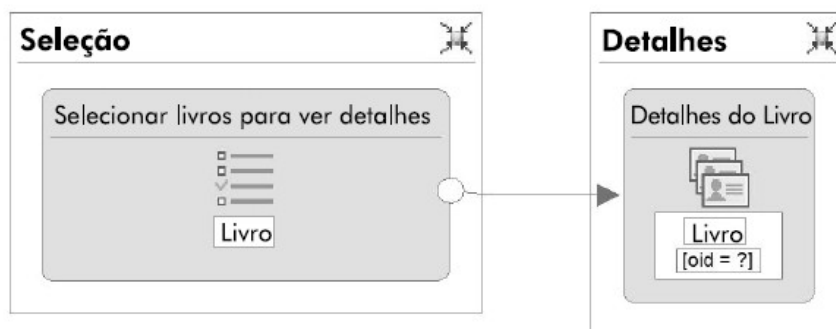 Seleção
Selecionar livros para ver detalhes
Livro
Detalhes
Detalhes do Livro
Livro
[oid = ?]